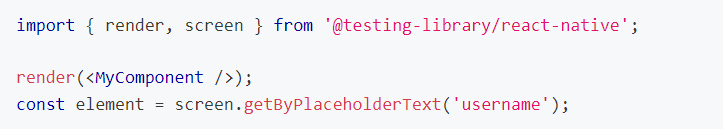 import { render, screen } from '@testing-library/react-native';
render(<MyComponent />);
const element = screen.getByPlaceholderText('username');